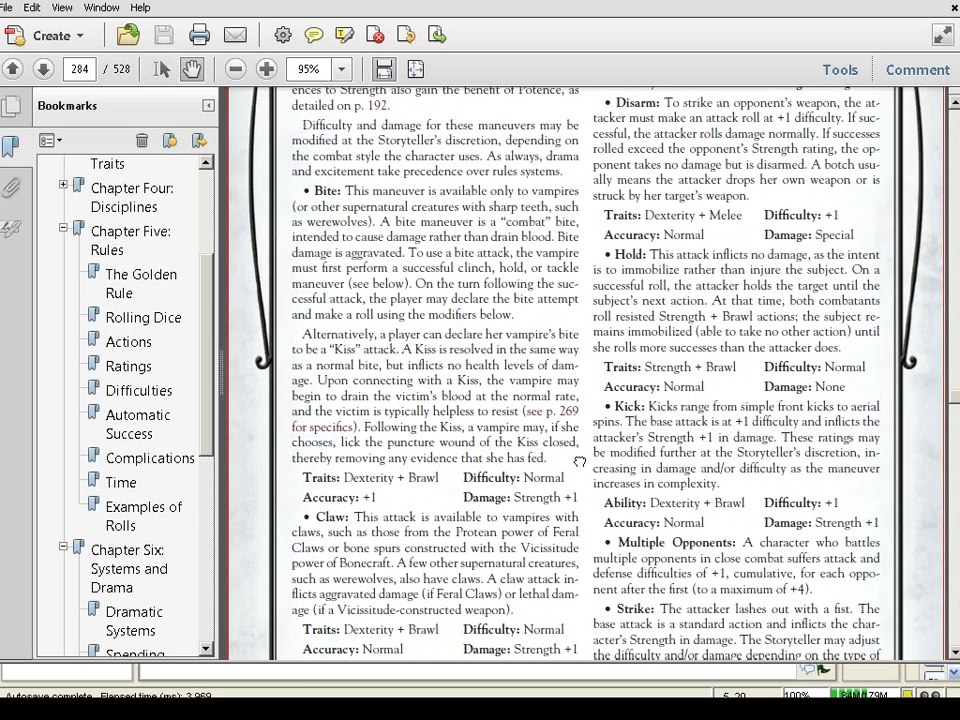 File Edit View Window Help
Create
284 / 528
95%
Tools
Comment
Bookmarks
Traits
Chapter Four:
Disciplines
Chapter Five:
Rules
The Golden
Rule
Rolling Dice
Actions
Ratings
Difficulties
Automatic
Success
Complications
Time
Examples of
Rolls
Chapter Six:
Systems and
Drama
Dramatic
Systems
Spending
ences to Strength also gain the benefit of Potence, as
detailed on p. 192.
Difficulty and damage for these maneuvers may be
modified at the Storyteller's discretion, depending on
the combat style the character uses. As always, drama
and excitement take precedence over rules systems.
• Bite: This maneuver is available only to vampires
(or other supernatural creatures with sharp teeth, such
as werewolves). A bite maneuver is a “combat” bite,
intended to cause damage rather than drain blood. Bite
damage is aggravated. To use a bite attack, the vampire
must first perform a successful clinch, hold, or tackle
maneuver (see below). On the turn following the suc-
cessful attack, the player may declare the bite attempt
and make a roll using the modifiers below.
Alternatively, a player can declare her vampire's bite
to be a “Kiss” attack. A Kiss is resolved in the same way
as a normal bite, but inflicts no health levels of dam-
age. Upon connecting with a Kiss, the vampire may
begin to drain the victim's blood at the normal rate,
and the victim is typically helpless to resist (see p. 269
for specifics). Following the Kiss, a vampire may, if she
chooses, lick the puncture wound of the Kiss closed,
thereby removing any evidence that she has fed.
Traits: Dexterity + Brawl Difficulty: Normal
Accuracy: +1 Damage: Strength +1
• Claw: This attack is available to vampires with
claws, such as those from the Protean power of Feral
Claws or bone spurs constructed with the Vicissitude
power of Bonecraft. A few other supernatural creatures,
such as werewolves, also have claws. A claw attack in-
flicts aggravated damage (if Feral Claws) or lethal dam-
age (if a Vicissitude-constructed weapon).
Traits: Dexterity + Brawl Difficulty: Normal
Accuracy: Normal Damage: Strength +1
• Disarm: To strike an opponent's weapon, the at-
tacker must make an attack roll at +1 difficulty. If suc-
cessful, the attacker rolls damage normally. If successes
rolled exceed the opponent's Strength rating, the op-
ponent takes no damage but is disarmed. A botch usu-
ally means the attacker drops her own weapon or is
struck by her target's weapon.
Traits: Dexterity + Melee Difficulty: +1
Accuracy: Normal Damage: Special
• Hold: This attack inflicts no damage, as the intent
is to immobilize rather than injure the subject. On a
successful roll, the attacker holds the target until the
subject's next action. At that time, both combatants
roll resisted Strength + Brawl actions; the subject re-
mains immobilized (able to take no other action) until
she rolls more successes than the attacker does.
Traits: Strength + Brawl Difficulty: Normal
Accuracy: Normal Damage: None
• Kick: Kicks range from simple front kicks to aerial
spins. The base attack is at +1 difficulty and inflicts the
attacker's Strength +1 in damage. These ratings may
be modified further at the Storyteller's discretion, in-
creasing in damage and/or difficulty as the maneuver
increases in complexity.
Ability: Dexterity + Brawl Difficulty: +1
Accuracy: Normal Damage: Strength +1
• Multiple Opponents: A character who battles
multiple opponents in close combat suffers attack and
defense difficulties of +1, cumulative, for each oppo-
nent after the first (to a maximum of +4).
• Strike: The attacker lashes out with a fist. The
base attack is a standard action and inflicts the char-
acter's Strength in damage. The Storyteller may adjust
the difficulty and/or damage depending on the type of
Autosave complete. Elapsed time (ms): 3,969
5, 20
100%
84M/179M